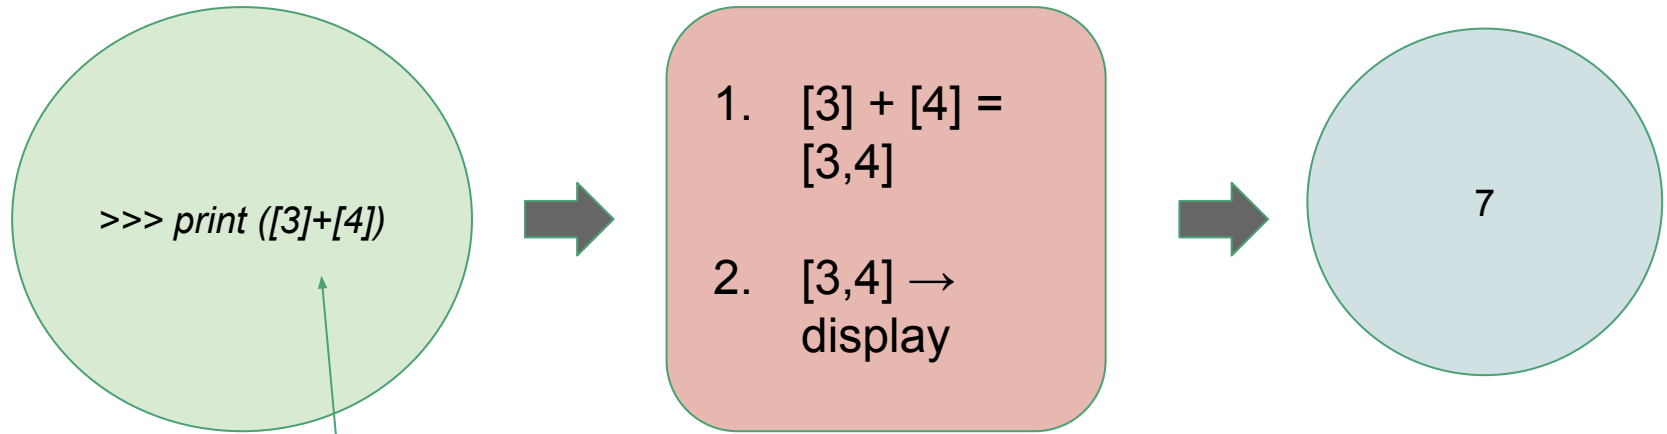 >>> print ([3]+[4])
1. [3] + [4] =
[3,4]
2. [3,4] →
display
7